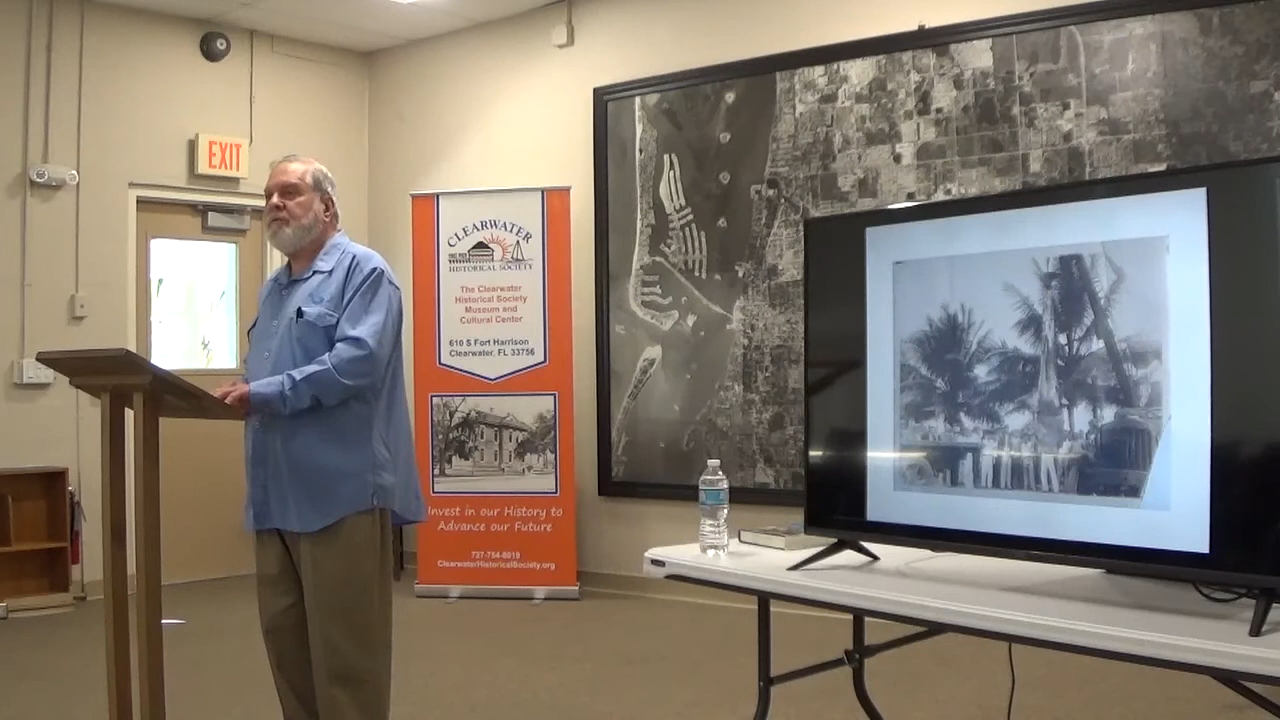 EXIT
CLEARWATER
HISTORICAL SOCIETY
The Clearwater
Historical Society
Museum and
Cultural Center
610 S Fort Harrison
Clearwater, FL 33756
Invest in our History to
Advance our Future
727-754-8019
ClearwaterHistoricalSociety.org